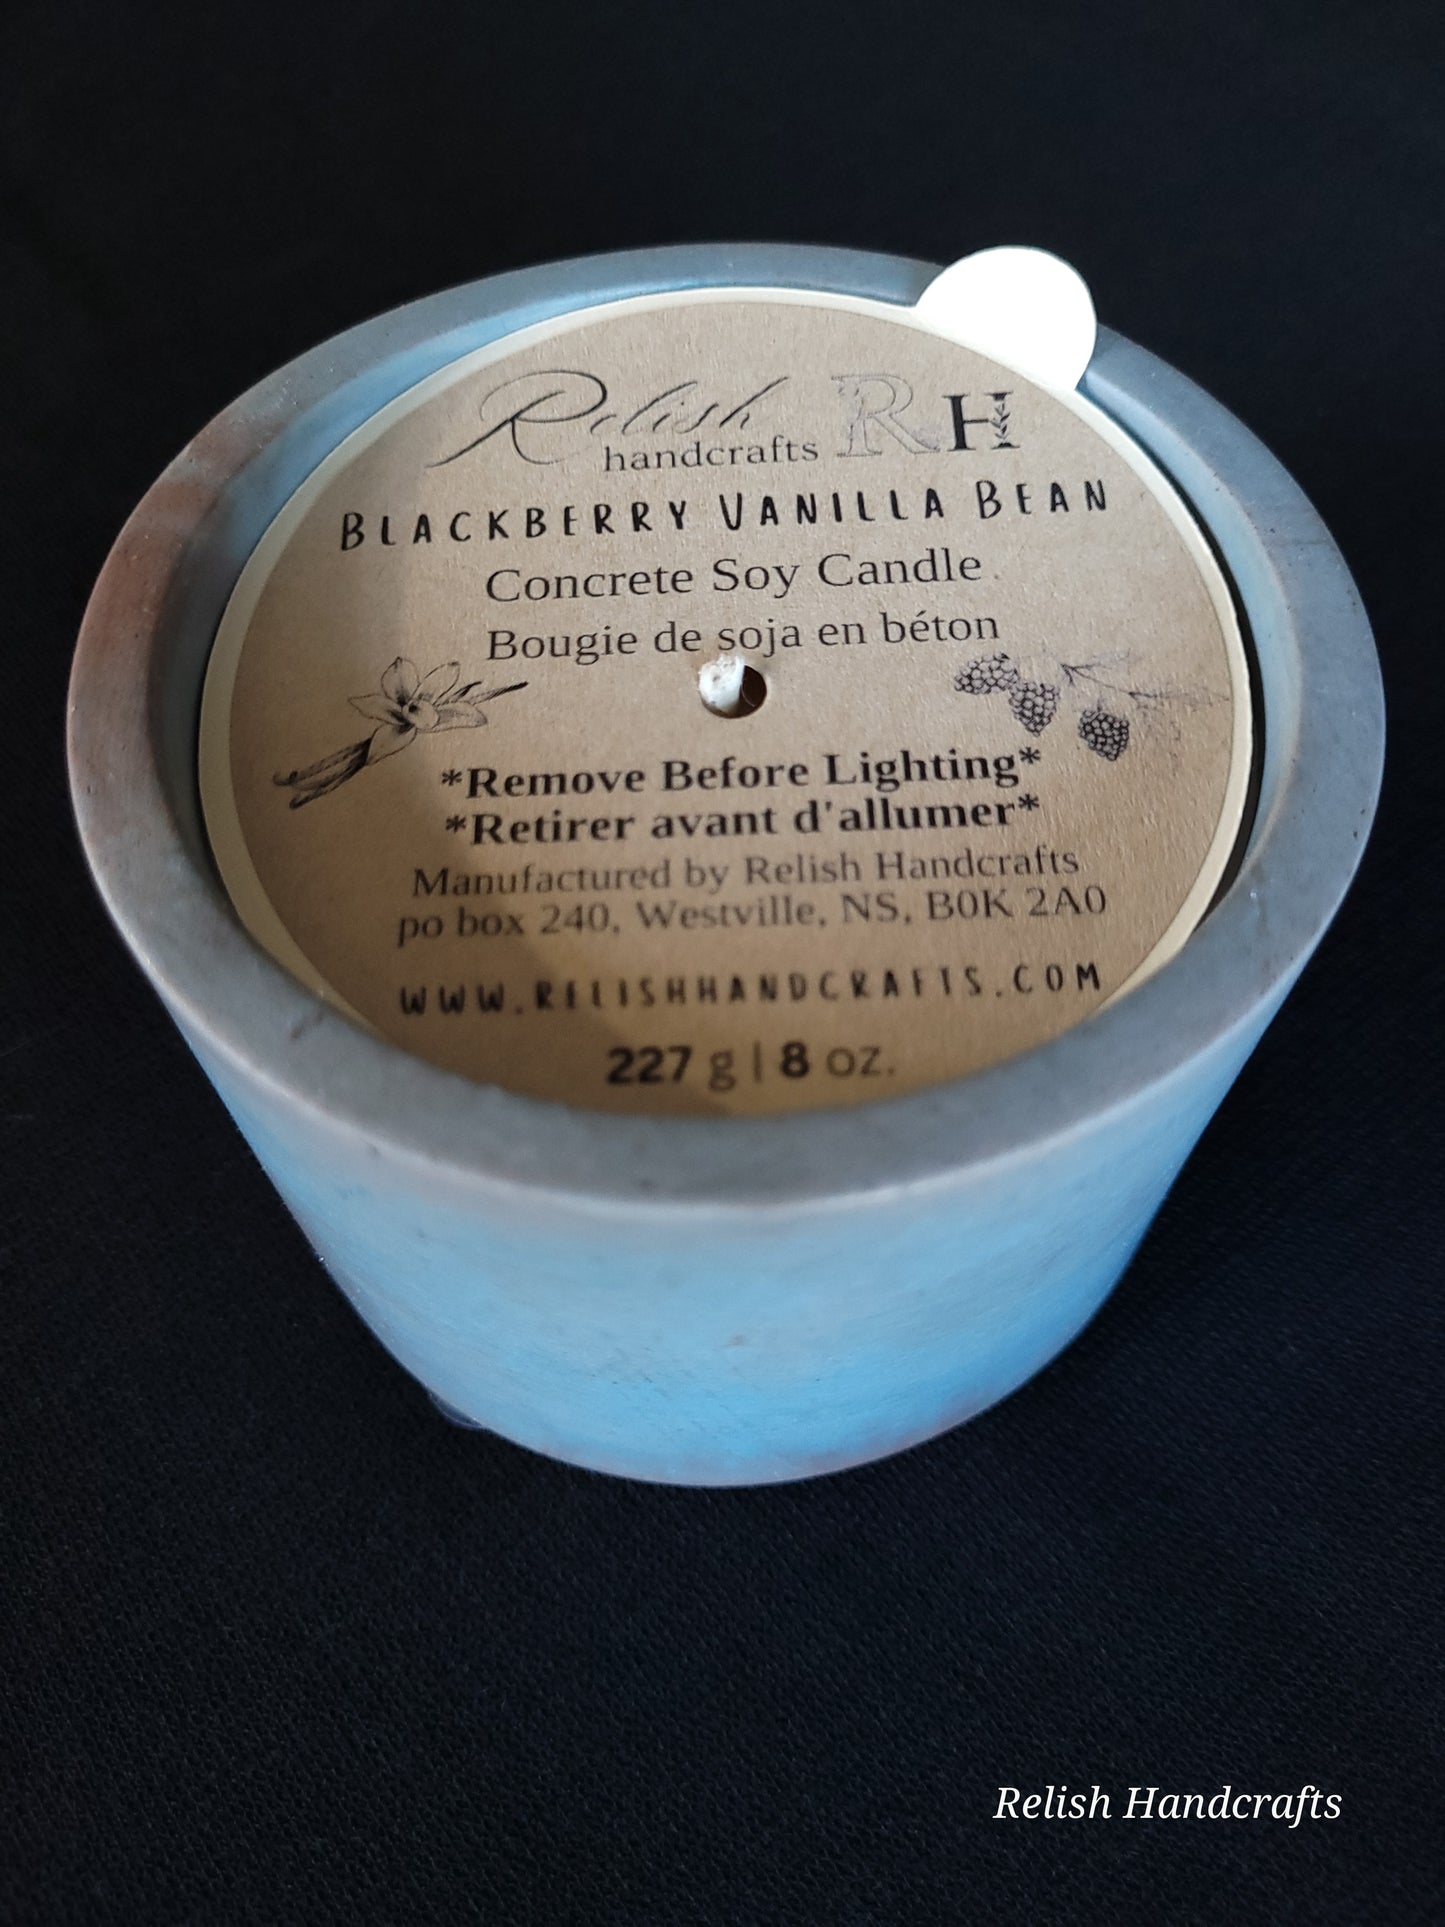 Relish RH
handcrafts
BLACKBERRY VANILLA BEAN
Concrete Soy Candle
Bougie de soja en béton
*Remove Before Lighting*
*Retirer avant d'allumer*
Manufactured by Relish Handcrafts
po box 240, Westville, NS, B0K 2A0
WWW.RELISHHANDCRAFTS.COM
227 g | 8 oz.
Relish Handcrafts